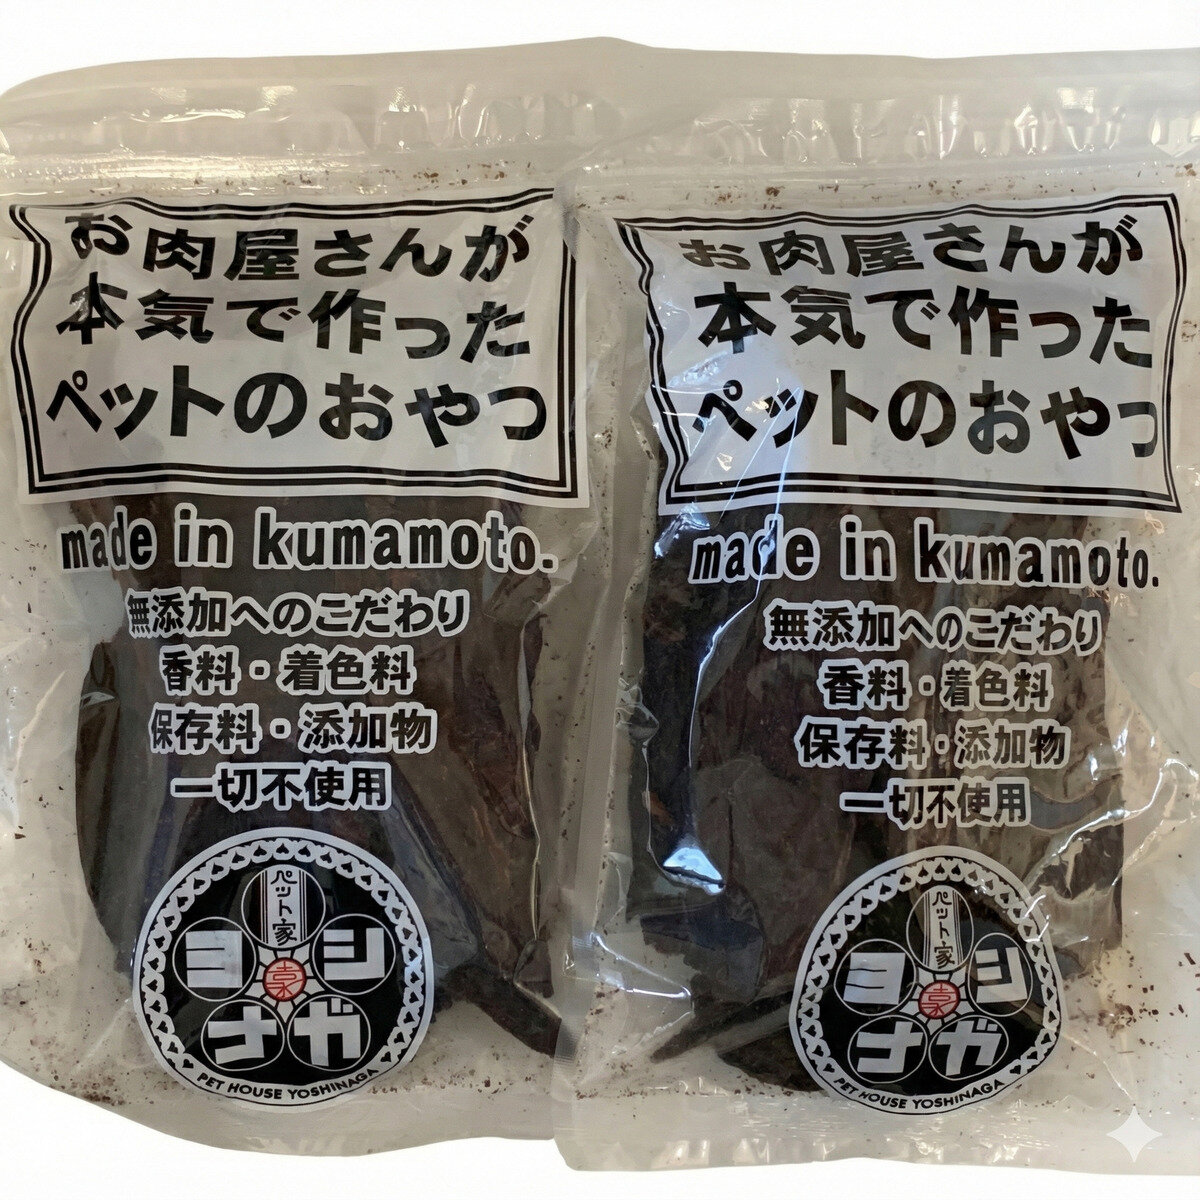 お肉屋さんが
本気で作った
ペットのおやつ
made in kumamoto.
無添加へのこだわり
香料・着色料
保存料・添加物
一切不使用
ペット家
ヨシ
ナガ
吉永
PET HOUSE YOSHINAGA
お肉屋さんが
本気で作った
ペットのおやつ
made in kumamoto.
無添加へのこだわり
香料・着色料
保存料・添加物
一切不使用
ペット家
ヨシ
ナガ
吉永
PET HOUSE YOSHINAGA